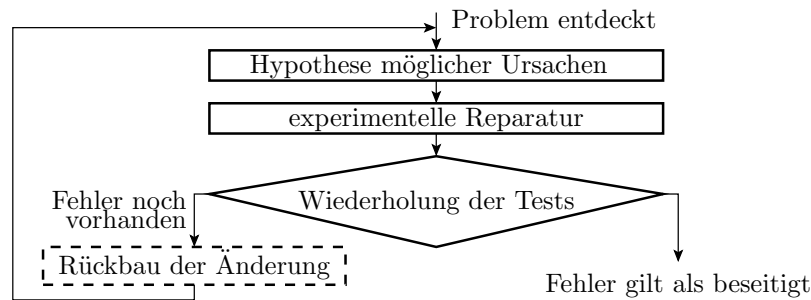 Problem entdeckt
Hypothese möglicher Ursachen
experimentelle Reparatur
Wiederholung der Tests
Fehler noch
vorhanden
Rückbau der Änderung
Fehler gilt als beseitigt